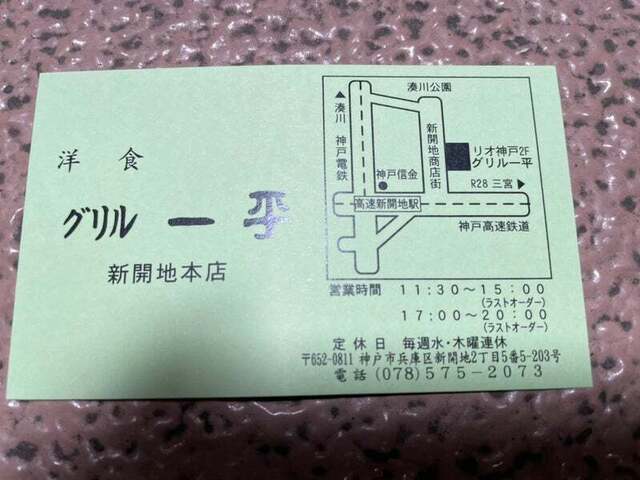 洋食
グリル一平
新開地本店
湊川公園
▲湊川
神戸電鉄
新開地商店街
リオ神戸2F
グリル一平
神戸信金
R28 三宮▶
高速新開地駅
神戸高速鉄道
営業時間 11:30～15:00
(ラストオーダー)
17:00～20:00
(ラストオーダー)
定休日 毎週水・木曜連休
〒652-0811 神戸市兵庫区新開地2丁目5番5-203号
電話 (078)575-2073